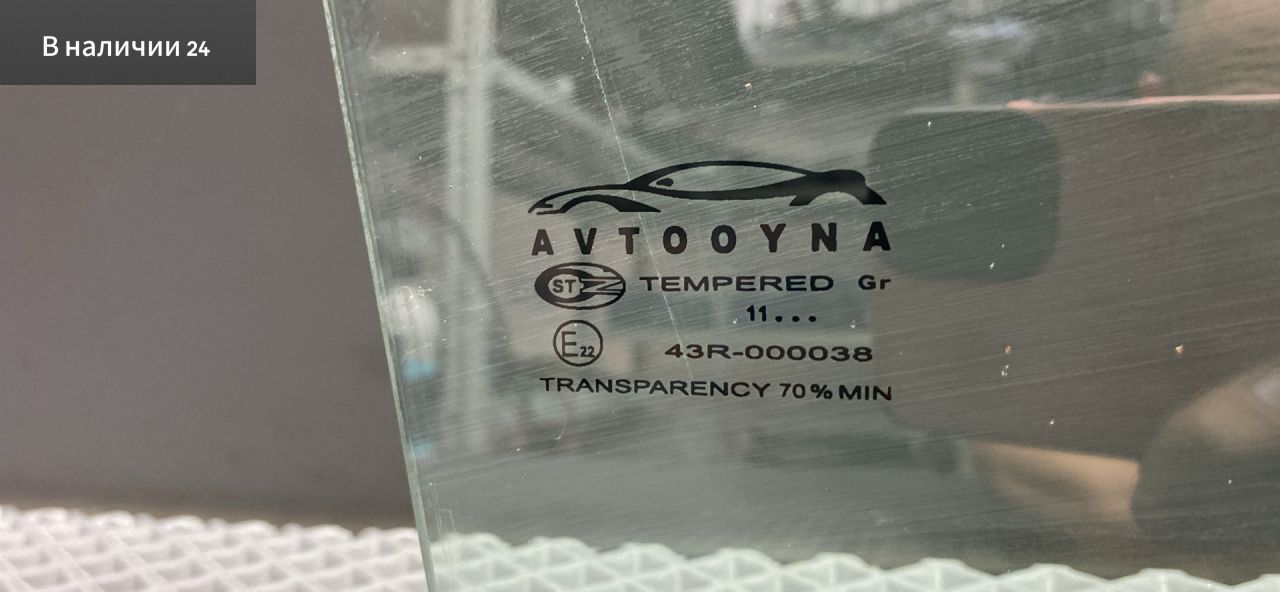 В наличии 24
AVTOOYNA
ST TEMPERED Gr
11...
E22 43R-000038
TRANSPARENCY 70% MIN